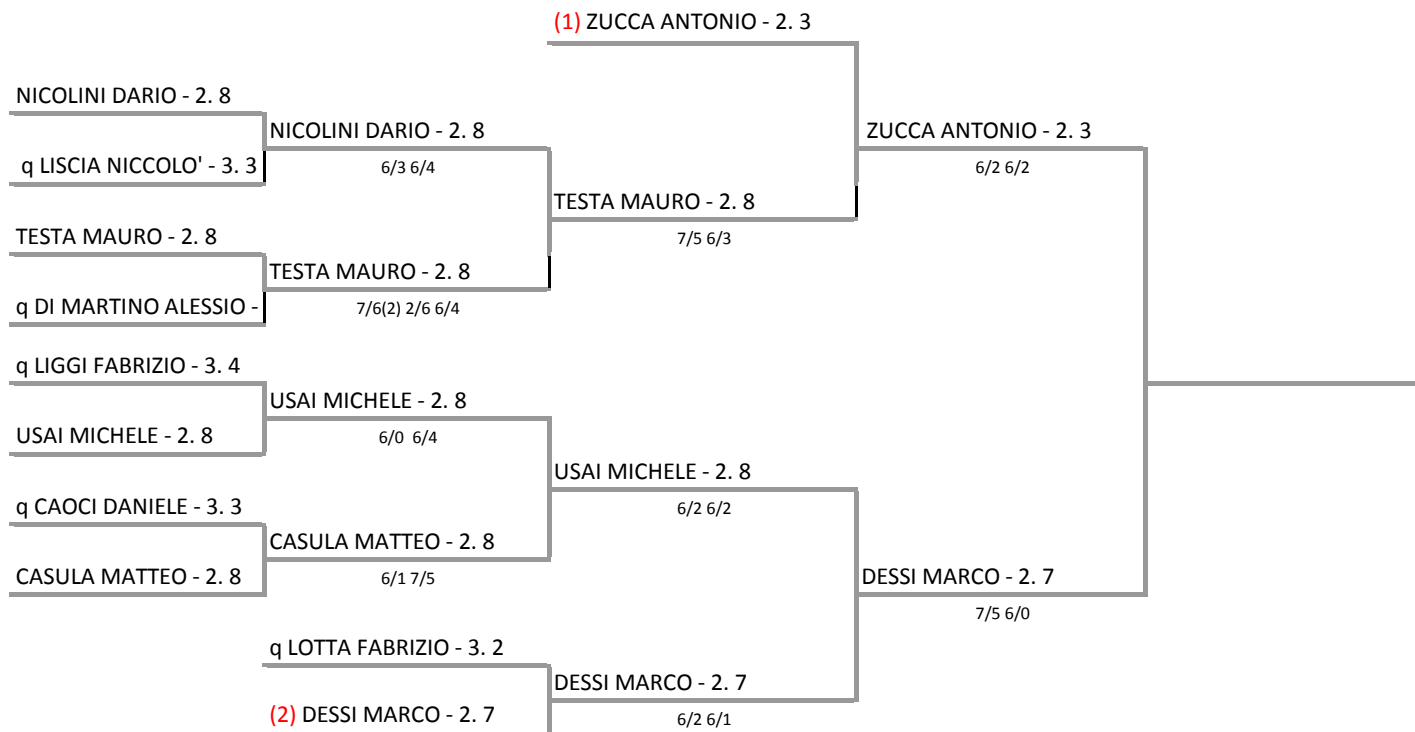 (1) ZUCCA ANTONIO - 2. 3
NICOLINI DARIO - 2. 8
NICOLINI DARIO - 2. 8
ZUCCA ANTONIO - 2. 3
q LISCIA NICCOLO' - 3. 3
6/3 6/4
6/2 6/2
TESTA MAURO - 2. 8
TESTA MAURO - 2. 8
7/5 6/3
TESTA MAURO - 2. 8
q DI MARTINO ALESSIO -
7/6(2) 2/6 6/4
q LIGGI FABRIZIO - 3. 4
USAI MICHELE - 2. 8
USAI MICHELE - 2. 8
6/0 6/4
USAI MICHELE - 2. 8
q CAOCI DANIELE - 3. 3
6/2 6/2
CASULA MATTEO - 2. 8
CASULA MATTEO - 2. 8
6/1 7/5
DESSI MARCO - 2. 7
7/5 6/0
q LOTTA FABRIZIO - 3. 2
DESSI MARCO - 2. 7
(2) DESSI MARCO - 2. 7
6/2 6/1